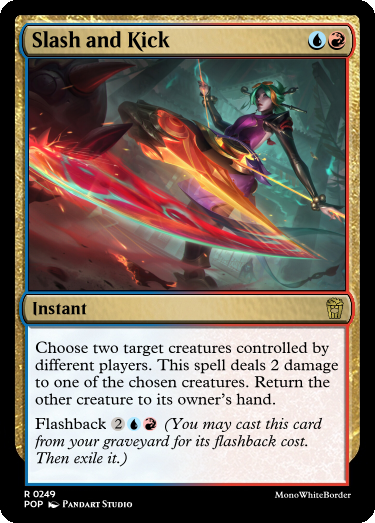 Slash and Kick
Instant
Choose two target creatures controlled by
different players. This spell deals 2 damage
to one of the chosen creatures. Return the
other creature to its owner's hand.
Flashback 2 (You may cast this card
from your graveyard for its flashback cost.
Then exile it.)
R 0249
POP PANDART STUDIO
MONOWHITEBORDER